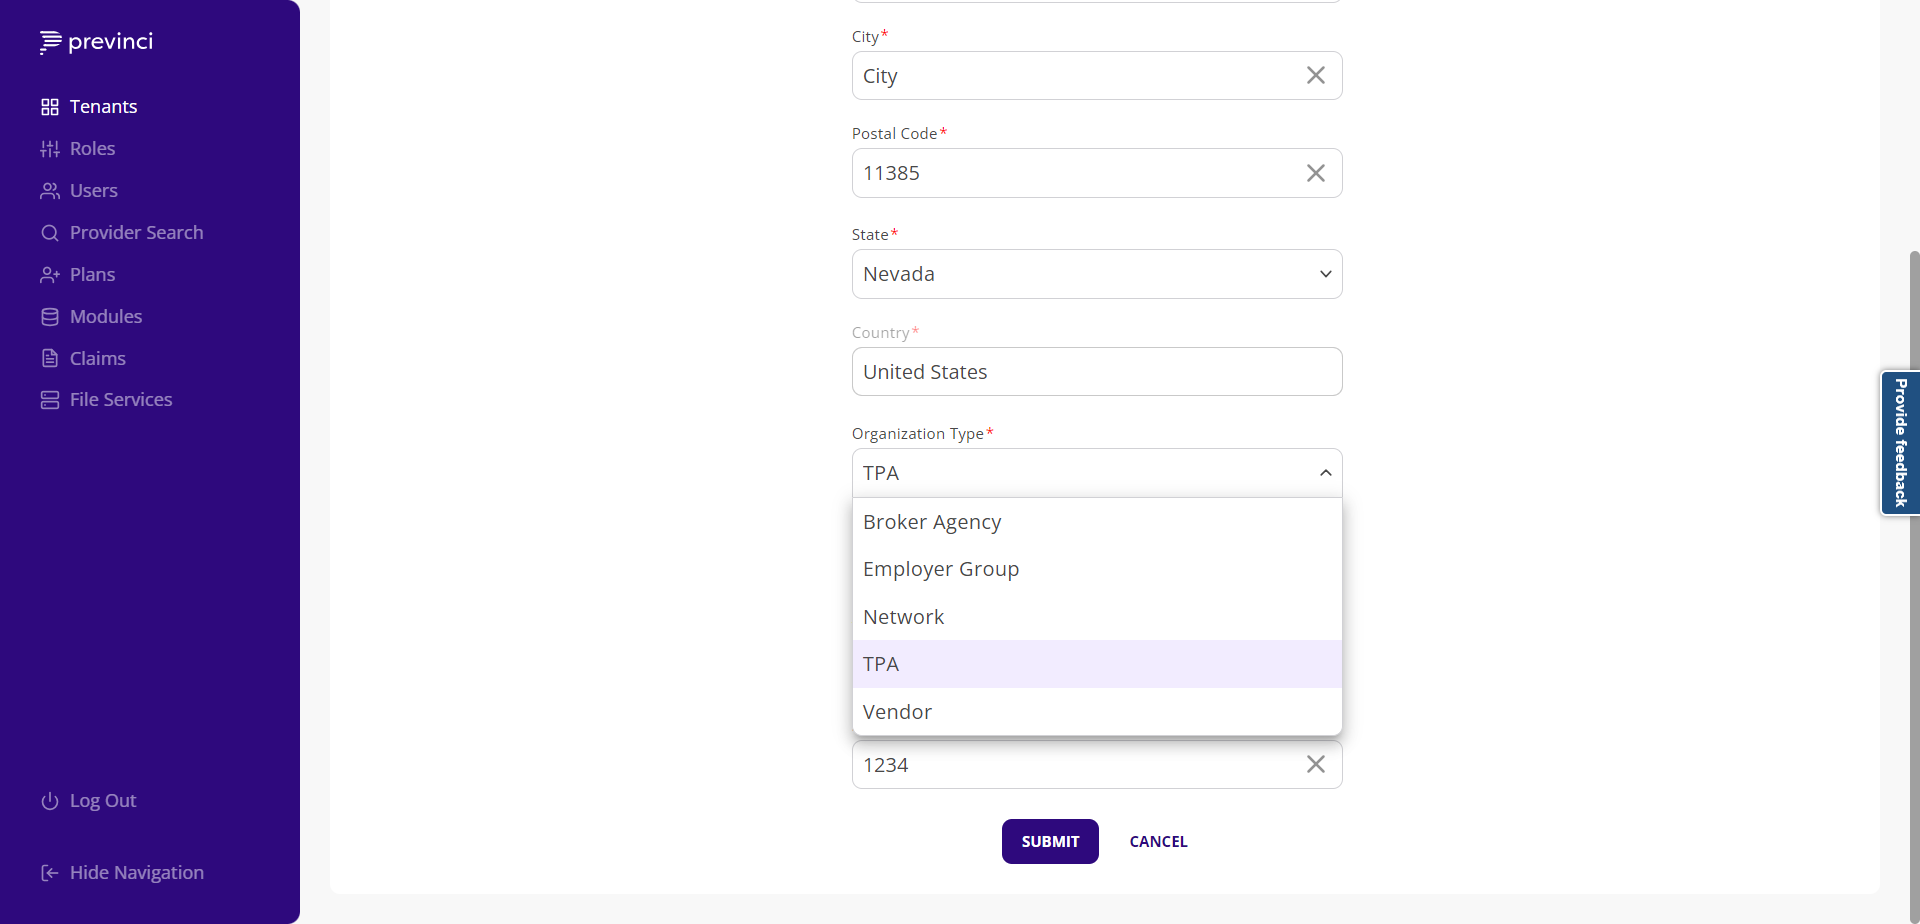 previnci
Tenants
Roles
Users
Provider Search
Plans
Modules
Claims
File Services
Log Out
Hide Navigation
City*
City
Postal Code*
11385
State*
Nevada
Country*
United States
Organization Type*
TPA
Broker Agency
Employer Group
Network
TPA
Vendor
1234
SUBMIT
CANCEL
Provide feedback